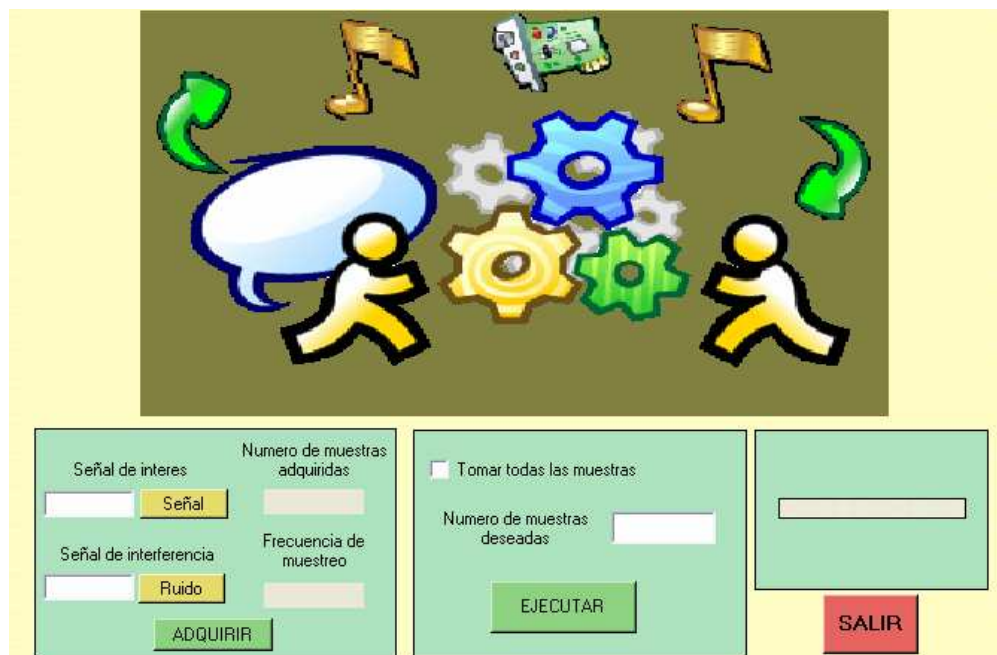 Señal de interes
Señal
Numero de muestras
adquiridas
Señal de interferencia
Ruido
Frecuencia de
muestreo
ADQUIRIR
Tomar todas las muestras
Numero de muestras
deseadas
EJECUTAR
SALIR